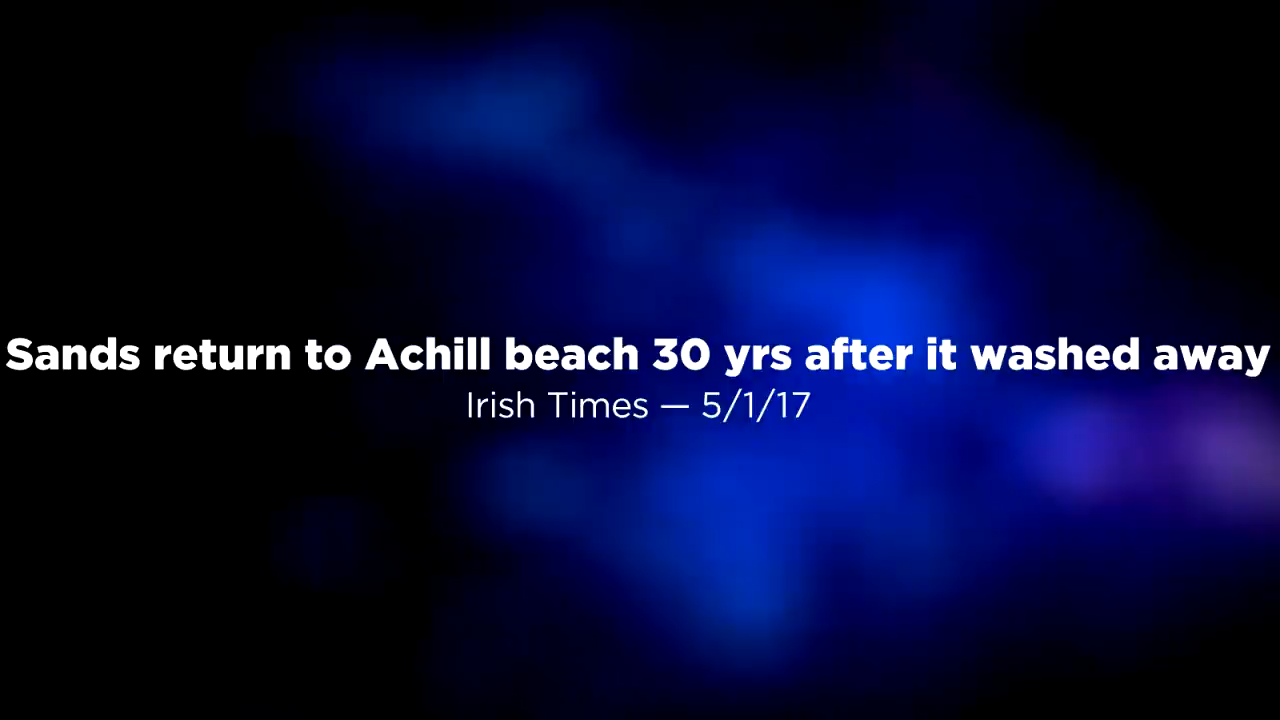 Sands return to Achill beach 30 yrs after it washed away
Irish Times — 5/1/17